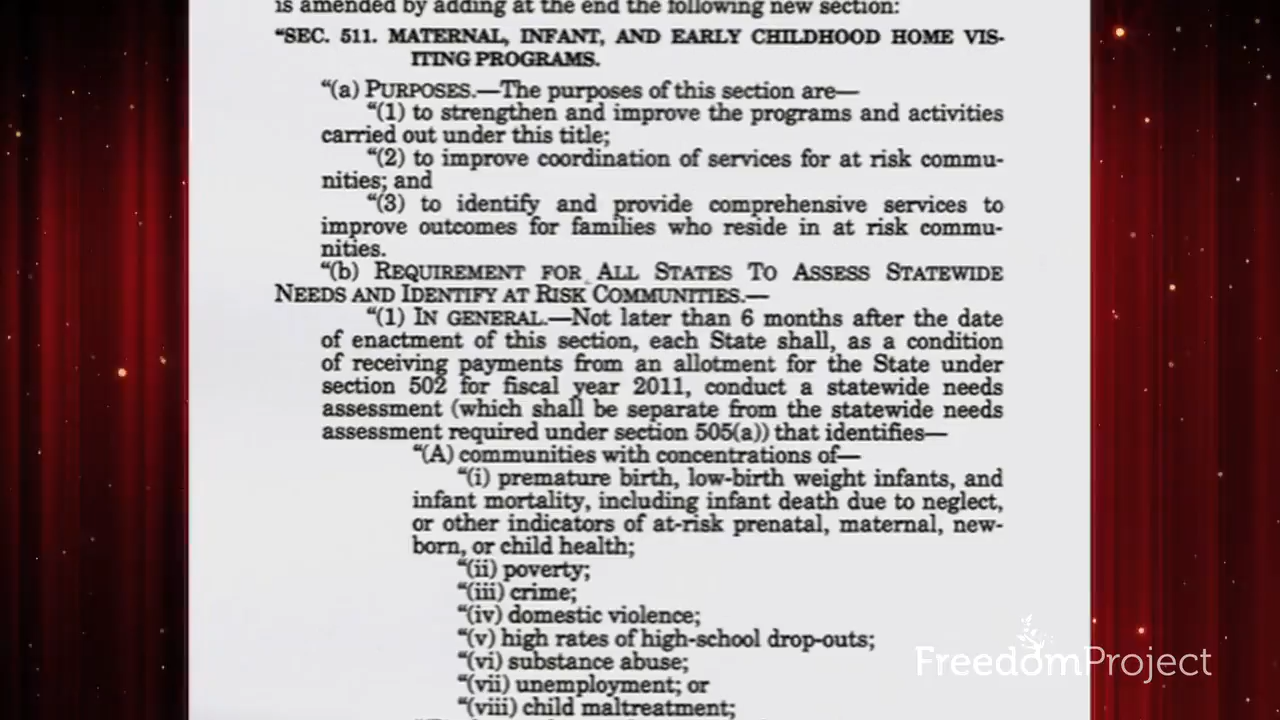 is amended by adding at the end the following new section:
“SEC. 511. MATERNAL, INFANT, AND EARLY CHILDHOOD HOME VIS-
ITING PROGRAMS.
“(a) PURPOSES.—The purposes of this section are—
“(1) to strengthen and improve the programs and activities
carried out under this title;
“(2) to improve coordination of services for at risk commu-
nities; and
“(3) to identify and provide comprehensive services to
improve outcomes for families who reside in at risk commu-
nities.
“(b) REQUIREMENT FOR ALL STATES TO ASSESS STATEWIDE
NEEDS AND IDENTIFY AT RISK COMMUNITIES.—
“(1) IN GENERAL.—Not later than 6 months after the date
of enactment of this section, each State shall, as a condition
of receiving payments from an allotment for the State under
section 502 for fiscal year 2011, conduct a statewide needs
assessment (which shall be separate from the statewide needs
assessment required under section 505(a)) that identifies—
“(A) communities with concentrations of—
“(i) premature birth, low-birth weight infants, and
infant mortality, including infant death due to neglect,
or other indicators of at-risk prenatal, maternal, new-
born, or child health;
“(ii) poverty;
“(iii) crime;
“(iv) domestic violence;
“(v) high rates of high-school drop-outs;
“(vi) substance abuse;
“(vii) unemployment; or
“(viii) child maltreatment;
FreedomProject